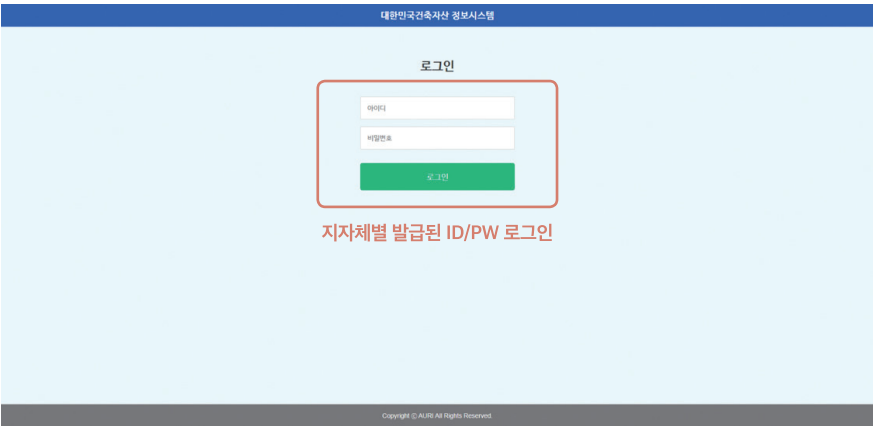 대한민국건축자산 정보시스템
로그인
아이디
비밀번호
로그인
지자체별 발급된 ID/PW 로그인
Copyright ⓒ AURI All Rights Reserved.